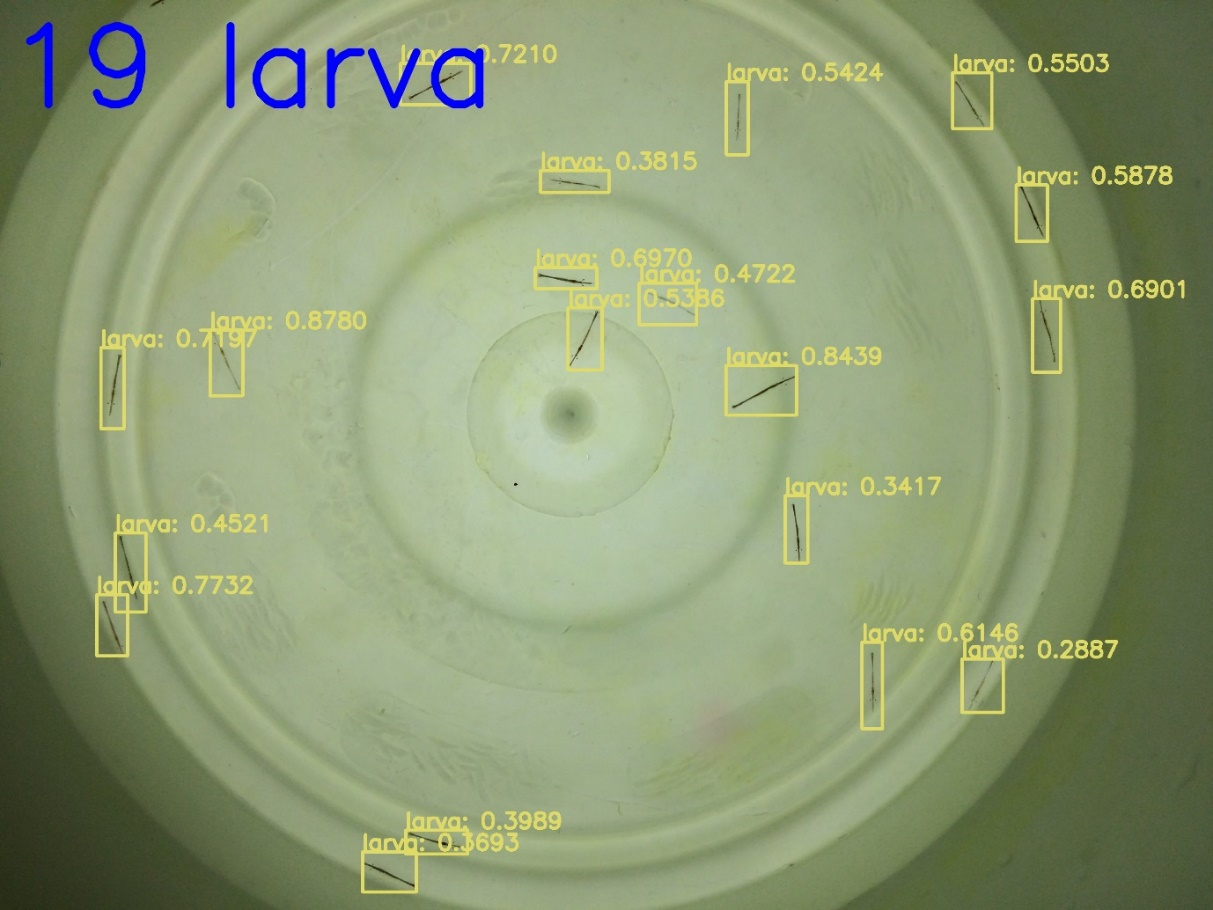 19 larva
larva: 0.7210
larva: 0.5424
larva: 0.5503
larva: 0.3815
larva: 0.5878
larva: 0.6970
larva: 0.4722
larva: 0.5386
larva: 0.6901
larva: 0.8780
larva: 0.7197
larva: 0.8439
larva: 0.3417
larva: 0.4521
larva: 0.7732
larva: 0.6146
larva: 0.2887
larva: 0.3989
larva: 0.3693